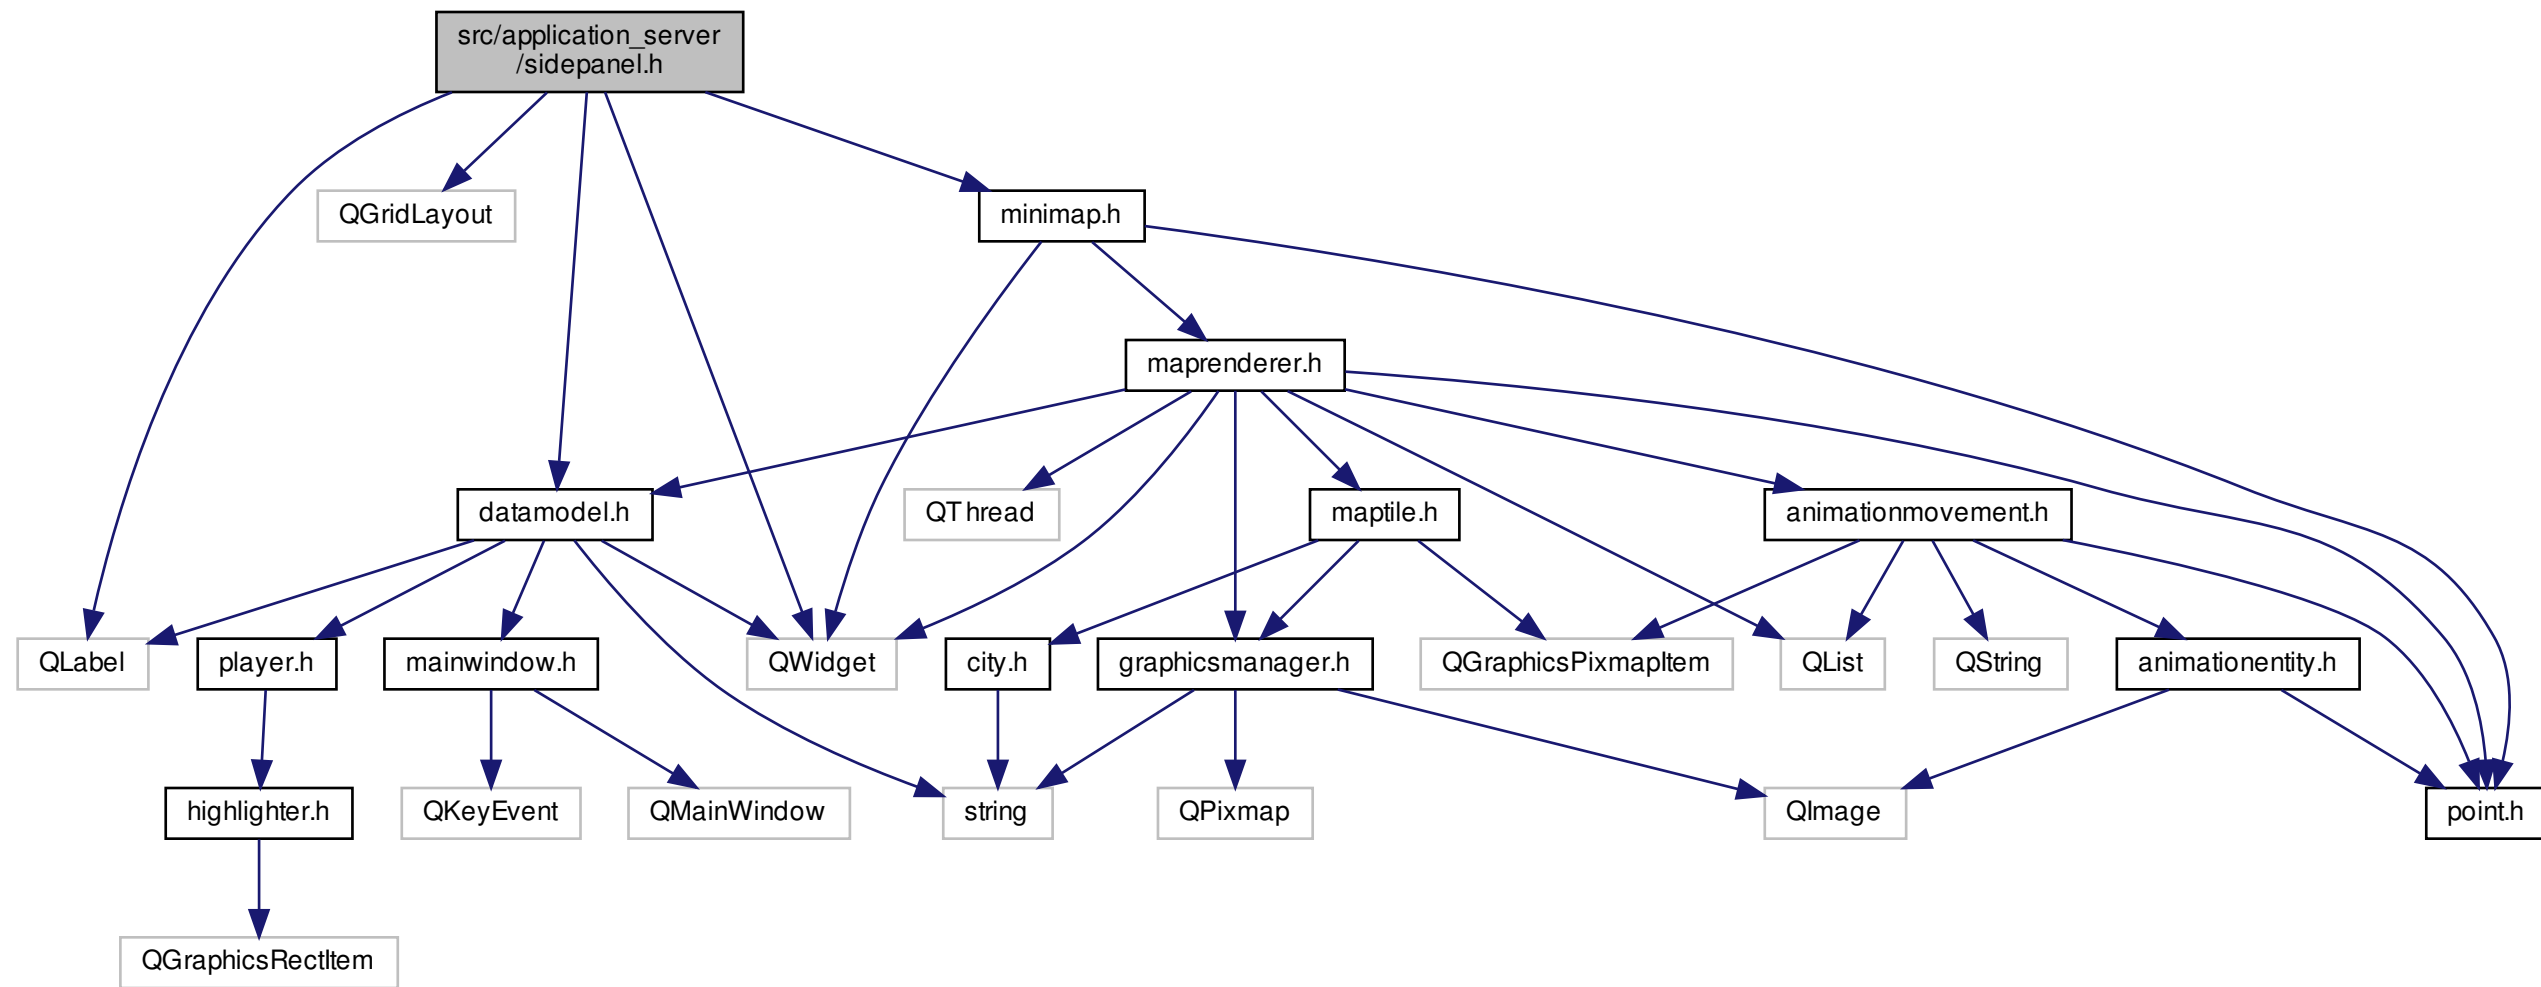 src/application_server
/sidepanel.h
QGridLayout
minimap.h
maprenderer.h
datamodel.h
QThread
maptile.h
animationmovement.h
QLabel
player.h
mainwindow.h
QWidget
city.h
graphicsmanager.h
QGraphicsPixmapItem
QList
QString
animationentity.h
highlighter.h
QKeyEvent
QMainWindow
string
QPixmap
QImage
point.h
QGraphicsRectItem